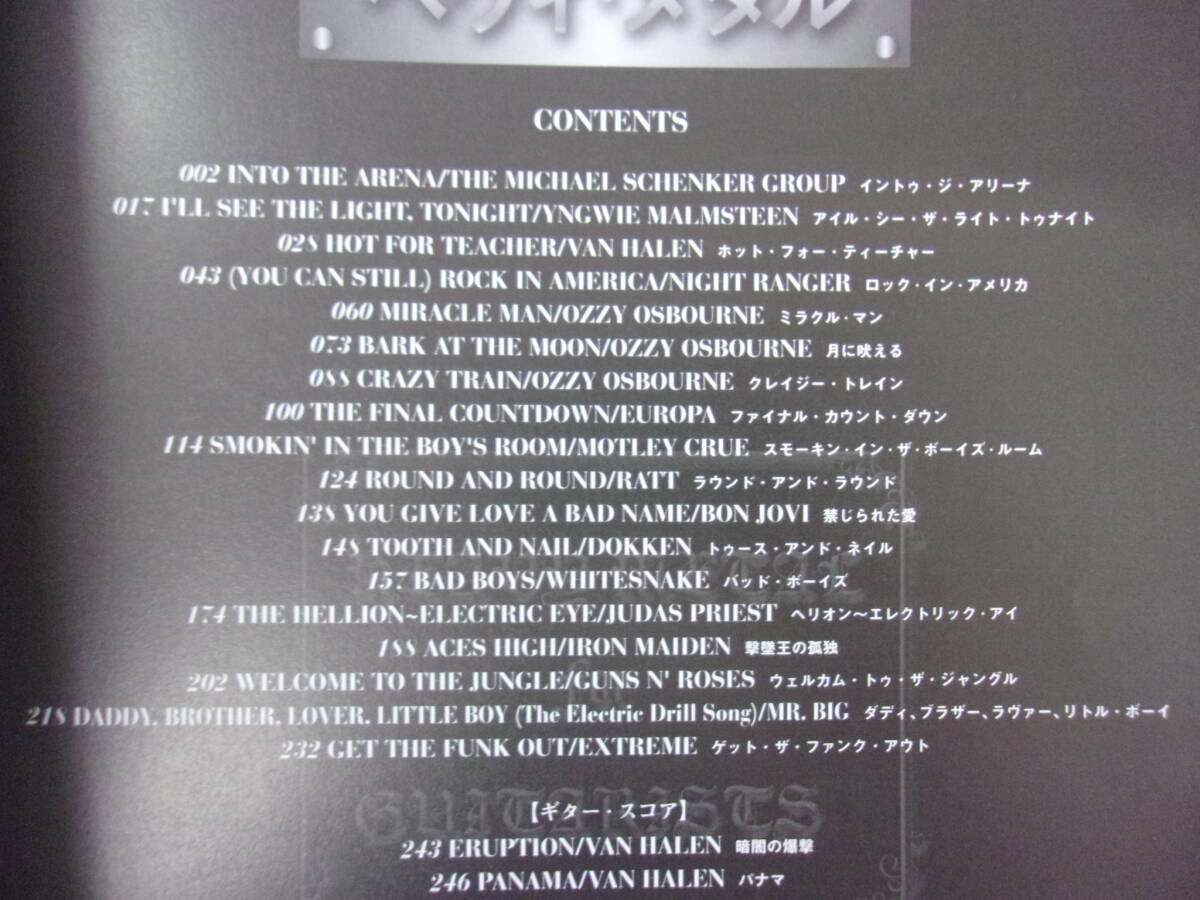 ヘヴィ・メタル
CONTENTS
002 INTO THE ARENA/THE MICHAEL SCHENKER GROUP イントゥ・ジ・アリーナ
017 I'LL SEE THE LIGHT, TONIGHT/YNGWIE MALMSTEEN アイル・シー・ザ・ライト・トゥナイト
028 HOT FOR TEACHER/VAN HALEN ホット・フォー・ティーチャー
043 (YOU CAN STILL) ROCK IN AMERICA/NIGHT RANGER ロック・イン・アメリカ
060 MIRACLE MAN/OZZY OSBOURNE ミラクル・マン
073 BARK AT THE MOON/OZZY OSBOURNE 月に吠える
088 CRAZY TRAIN/OZZY OSBOURNE クレイジー・トレイン
100 THE FINAL COUNTDOWN/EUROPA ファイナル・カウント・ダウン
114 SMOKIN' IN THE BOY'S ROOM/MOTLEY CRUE スモーキン・イン・ザ・ボーイズ・ルーム
124 ROUND AND ROUND/RATT ラウンド・アンド・ラウンド
138 YOU GIVE LOVE A BAD NAME/BON JOVI 禁じられた愛
148 TOOTH AND NAIL/DOKKEN トゥース・アンド・ネイル
157 BAD BOYS/WHITESNAKE バッド・ボーイズ
174 THE HELLION~ELECTRIC EYE/JUDAS PRIEST ヘリオン〜エレクトリック・アイ
188 ACES HIGH/IRON MAIDEN 撃墜王の孤独
202 WELCOME TO THE JUNGLE/GUNS N' ROSES ウェルカム・トゥ・ザ・ジャングル
218 DADDY, BROTHER, LOVER, LITTLE BOY (The Electric Drill Song)/MR. BIG ダディ、ブラザー、ラヴァー、リトル・ボーイ
232 GET THE FUNK OUT/EXTREME ゲット・ザ・ファンク・アウト
GUITARISTS
【ギター・スコア】
243 ERUPTION/VAN HALEN 暗闇の爆撃
246 PANAMA/VAN HALEN パナマ